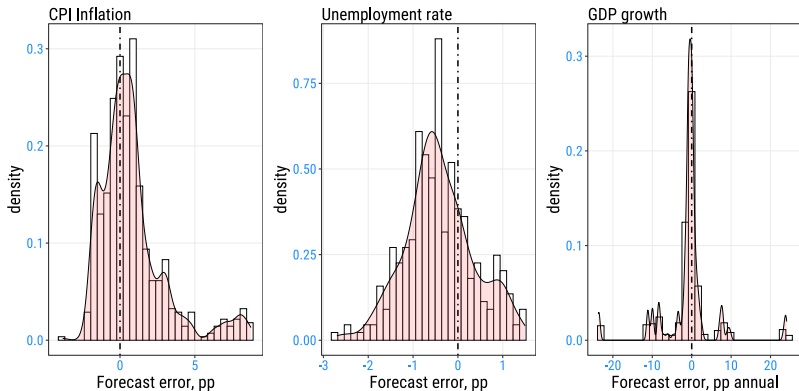 CPI Inflation
0.3
0.2
0.1
0.0
density
0
5
Forecast error, pp
Unemployment rate
0.75
0.50
0.25
0.00
density
-3
-2
-1
0
1
Forecast error, pp
GDP growth
0.3
0.2
0.1
0.0
density
-20
-10
0
10
20
Forecast error, pp annual